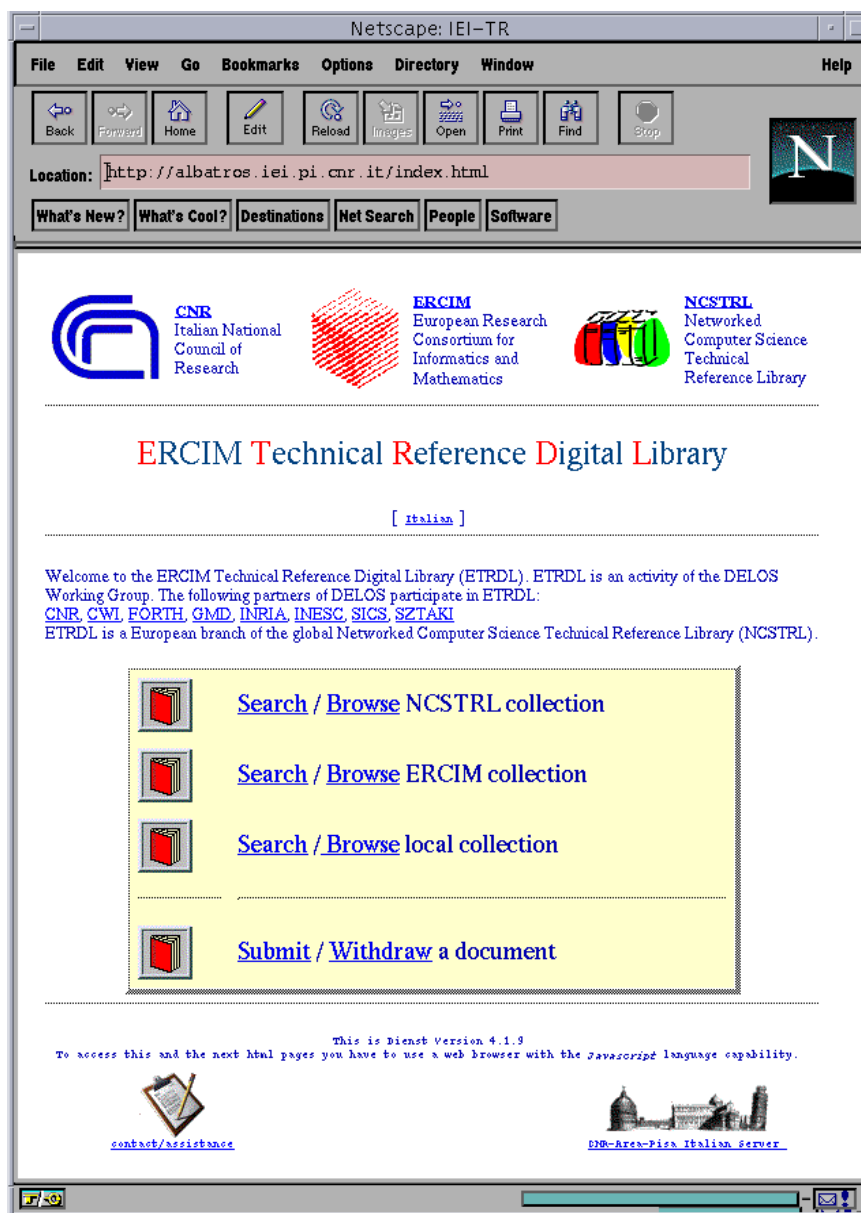 Netscape: IEI-TR
File Edit View Go Bookmarks Options Directory Window Help
Back Forward Home Edit Reload Images Open Print Find Stop
N
Location: http://albatros.iei.pi.cnr.it/index.html
What's New? What's Cool? Destinations Net Search People Software
CNR
Italian National
Council of
Research
ERCIM
European Research
Consortium for
Informatics and
Mathematics
NCSTRL
Networked
Computer Science
Technical
Reference Library
ERCIM Technical Reference Digital Library
[ Italian ]
Welcome to the ERCIM Technical Reference Digital Library (ETRDL). ETRDL is an activity of the DELOS
Working Group. The following partners of DELOS participate in ETRDL:
CNR, CWI, FORTH, GMD, INRIA, INESC, SICS, SZTAKI
ETRDL is a European branch of the global Networked Computer Science Technical Reference Library (NCSTRL).
Search / Browse NCSTRL collection
Search / Browse ERCIM collection
Search / Browse local collection
Submit / Withdraw a document
This is Dienst Version 4.1.9
To access this and the next html pages you have to use a web browser with the Javascript language capability.
contact/assistance
CNR-Area-Pisa Italian Server